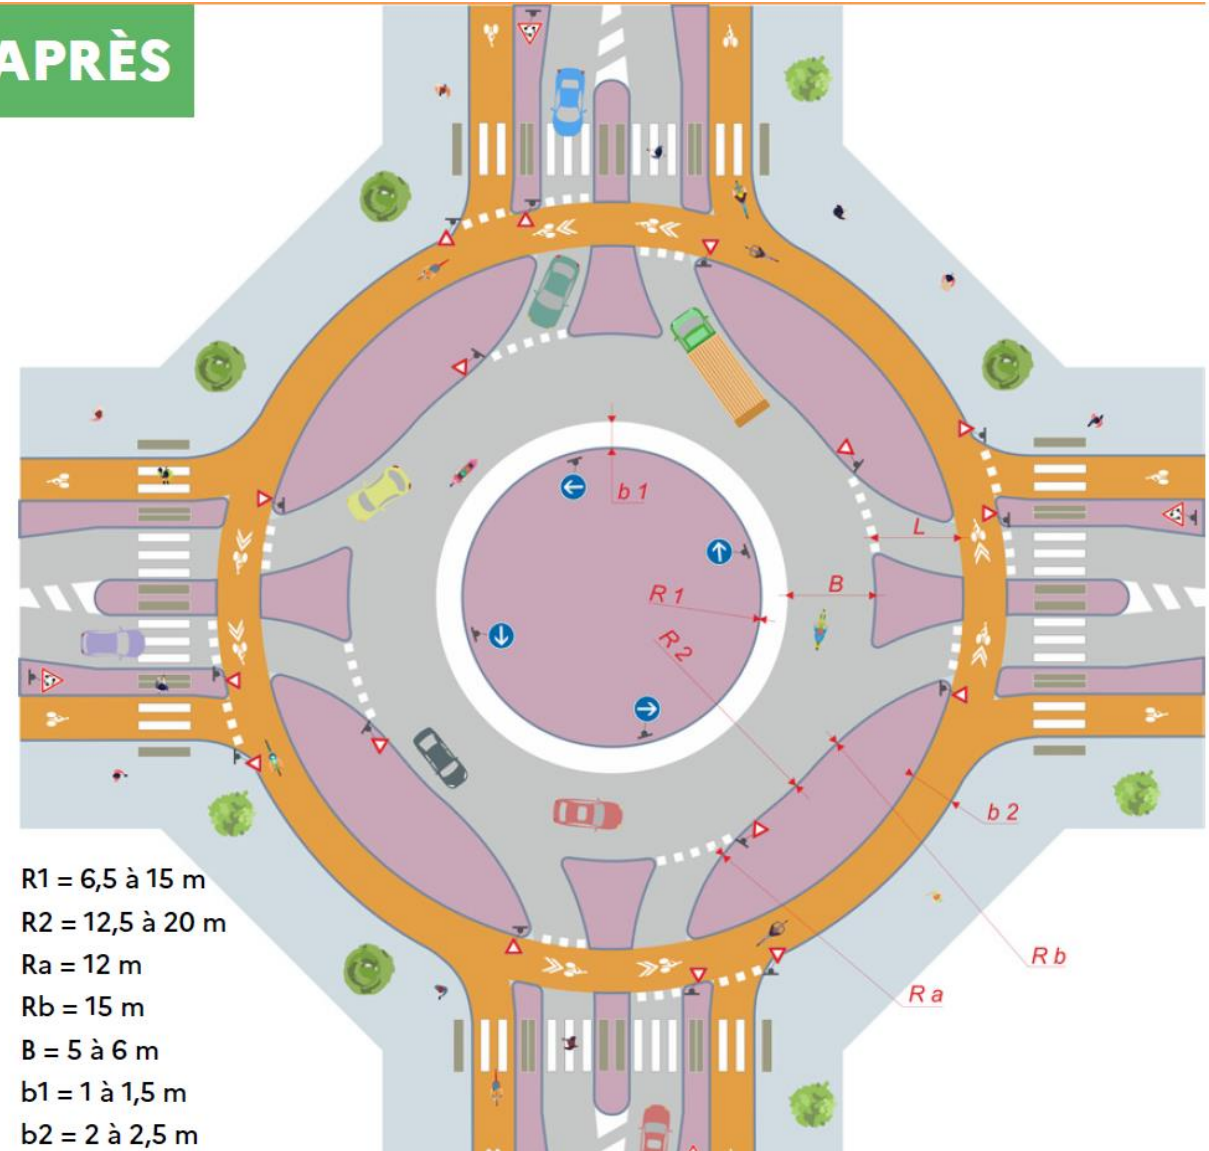 APRÈS
b 1
L
B
R 1
R 2
b 2
R b
R a
R1 = 6,5 à 15 m
R2 = 12,5 à 20 m
Ra = 12 m
Rb = 15 m
B = 5 à 6 m
b1 = 1 à 1,5 m
b2 = 2 à 2,5 m